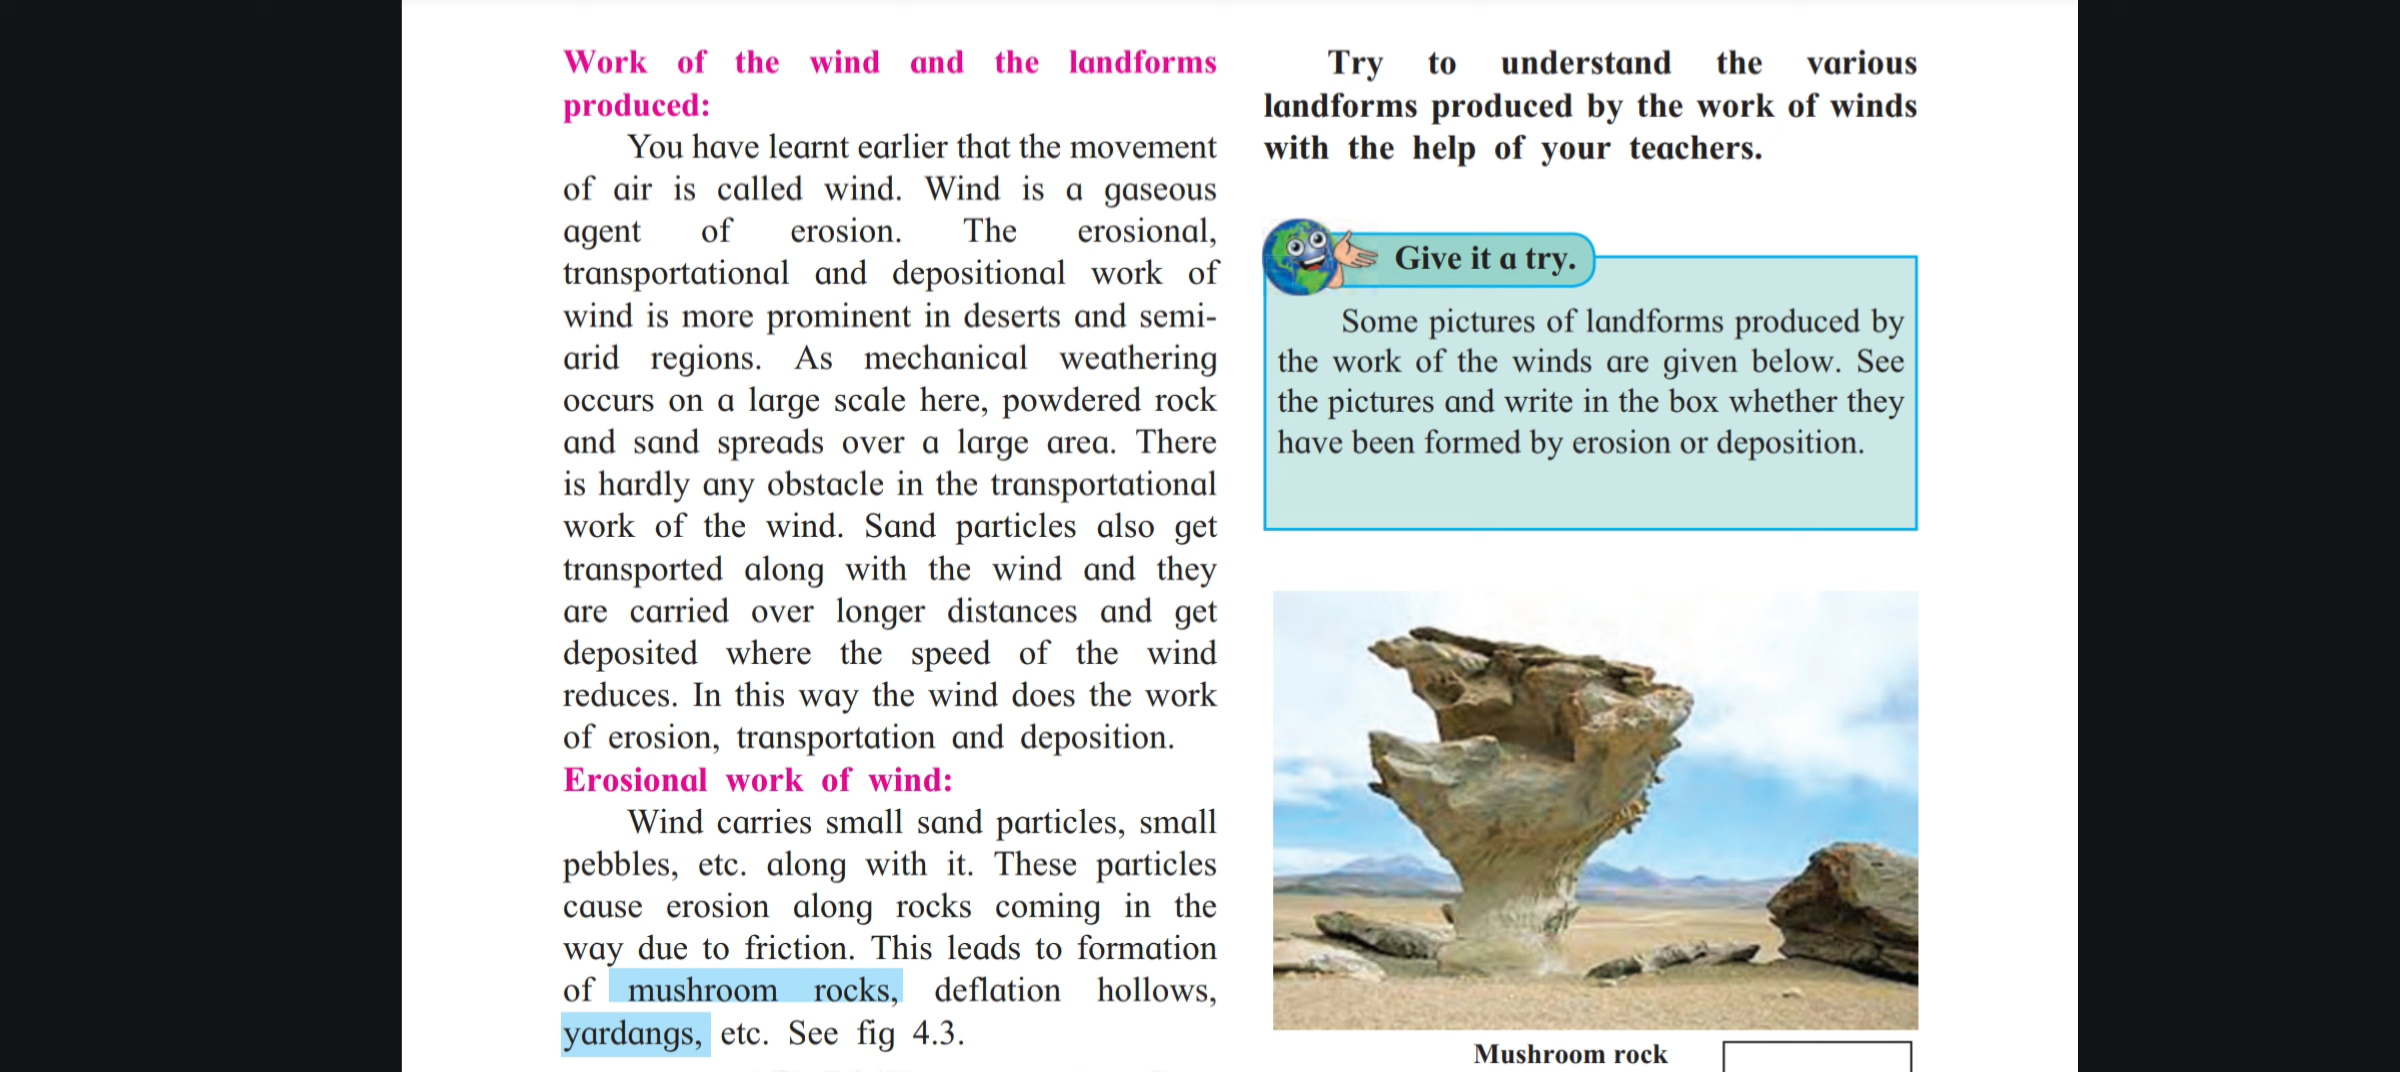 Work of the wind and the landforms
produced:
You have learnt earlier that the movement
of air is called wind. Wind is a gaseous
agent of erosion. The erosional,
transportational and depositional work of
wind is more prominent in deserts and semi-
arid regions. As mechanical weathering
occurs on a large scale here, powdered rock
and sand spreads over a large area. There
is hardly any obstacle in the transportational
work of the wind. Sand particles also get
transported along with the wind and they
are carried over longer distances and get
deposited where the speed of the wind
reduces. In this way the wind does the work
of erosion, transportation and deposition.
Erosional work of wind:
Wind carries small sand particles, small
pebbles, etc. along with it. These particles
cause erosion along rocks coming in the
way due to friction. This leads to formation
of mushroom rocks, deflation hollows,
yardangs, etc. See fig 4.3.
Try to understand the various
landforms produced by the work of winds
with the help of your teachers.
Give it a try.
Some pictures of landforms produced by
the work of the winds are given below. See
the pictures and write in the box whether they
have been formed by erosion or deposition.
Mushroom rock